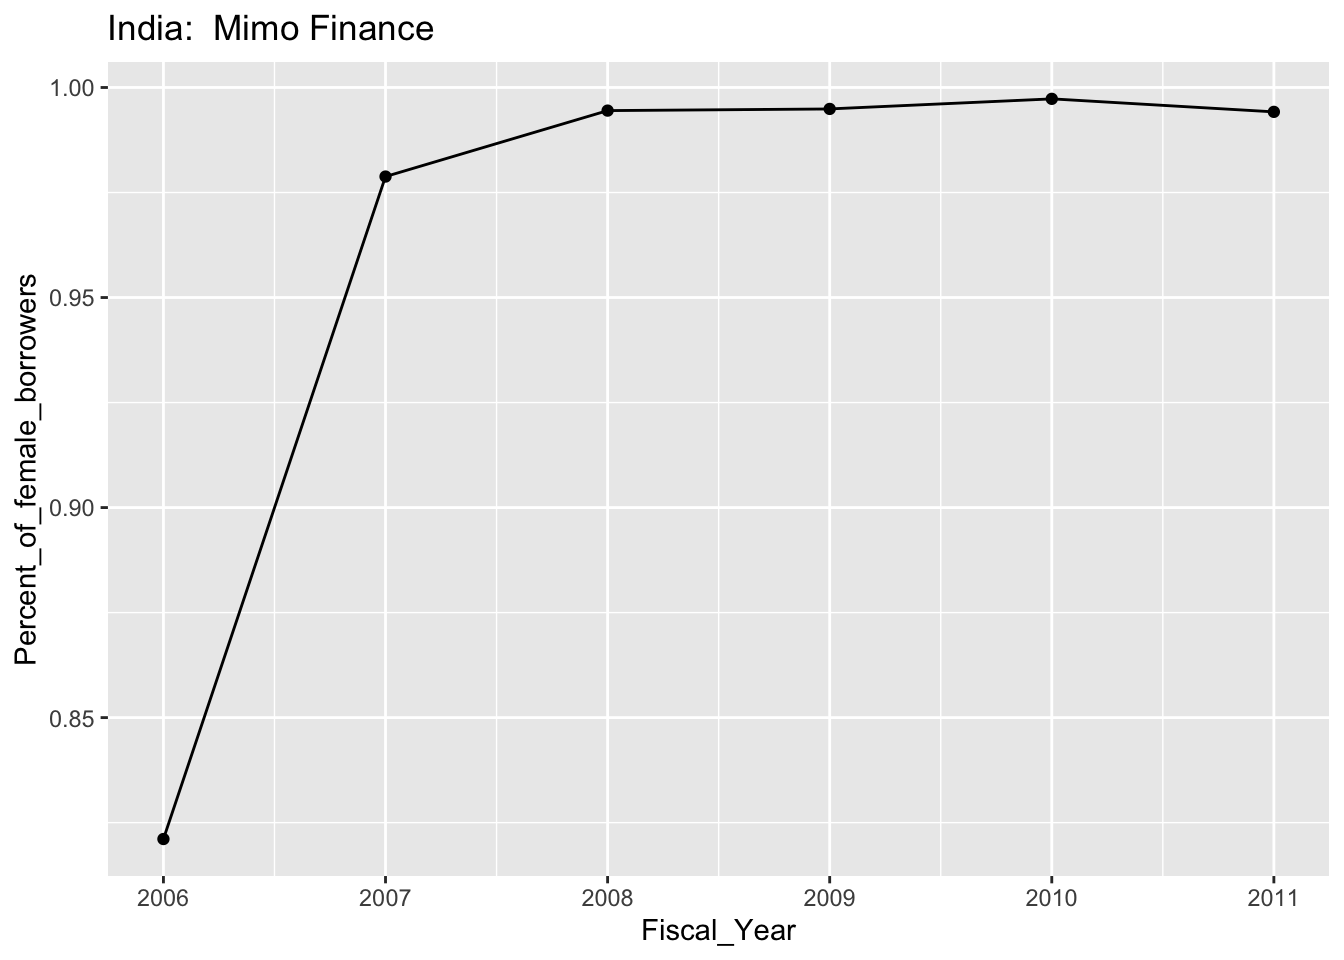 India:  Mimo Finance
Percent_of_female_borrowers
1.00
0.95
0.90
0.85
2006 2007 2008 2009 2010 2011
Fiscal_Year